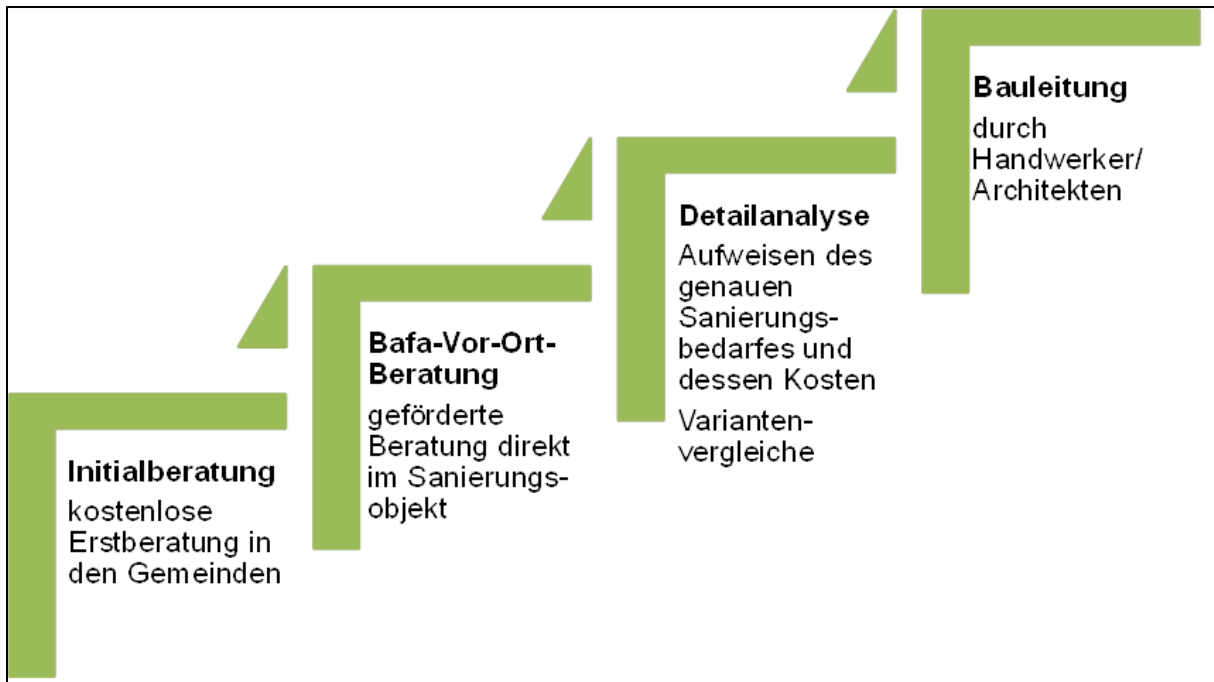 Initialberatung
kostenlose
Erstberatung in
den Gemeinden
Bafa-Vor-Ort-
Beratung
geförderte
Beratung direkt
im Sanierungs-
objekt
Detailanalyse
Aufweisen des
genauen
Sanierungs-
bedarfes und
dessen Kosten
Varianten-
vergleiche
Bauleitung
durch
Handwerker/
Architekten